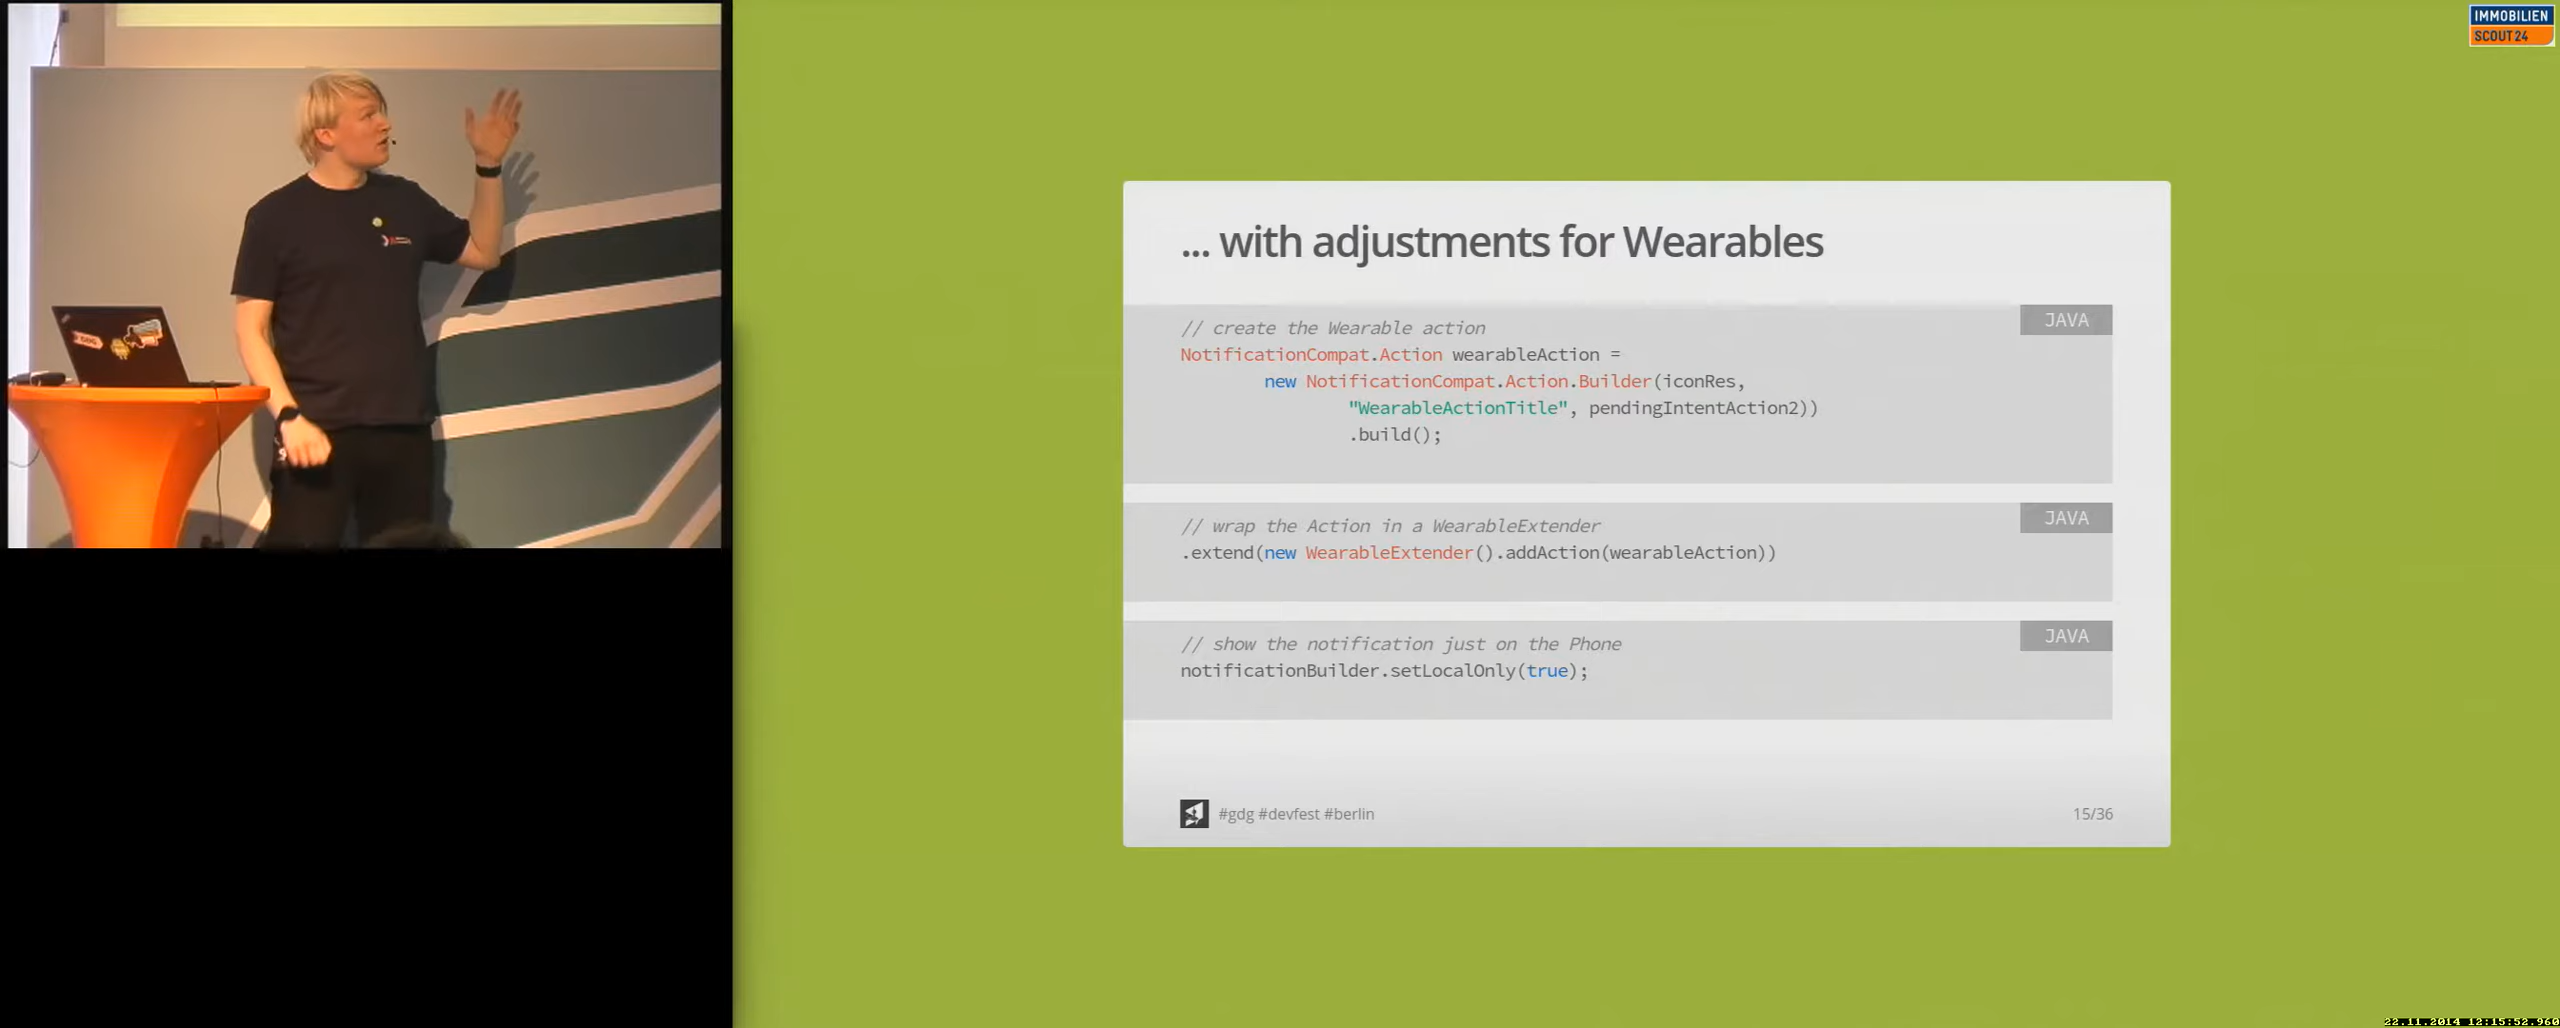 IMMOBILIEN
SCOUT24
... with adjustments for Wearables
JAVA
// create the Wearable action
NotificationCompat.Action wearableAction =
new NotificationCompat.Action.Builder(iconRes,
"WearableActionTitle", pendingIntentAction2))
.build();
JAVA
// wrap the Action in a WearableExtender
.extend(new WearableExtender().addAction(wearableAction))
JAVA
// show the notification just on the Phone
notificationBuilder.setLocalOnly(true);
#gdg #devfest #berlin
15/36
22.11.2014 12:15:52.960